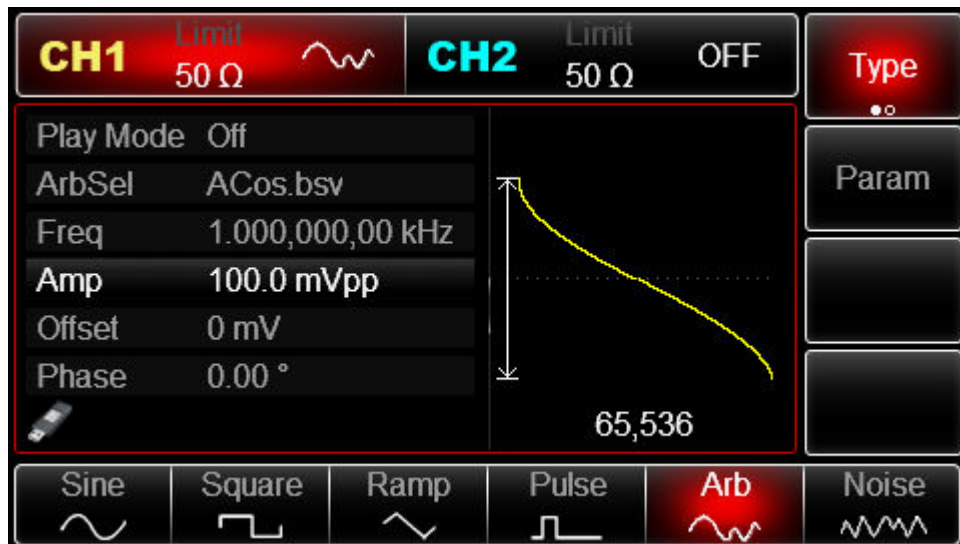 CH1 Limit 50 Ω
CH2 Limit 50 Ω OFF
Type
Play Mode Off
ArbSel ACos.bsv
Freq 1.000,000,00 kHz
Amp 100.0 mVpp
Offset 0 mV
Phase 0.00 °
65,536
Param
Sine Square Ramp Pulse Arb Noise